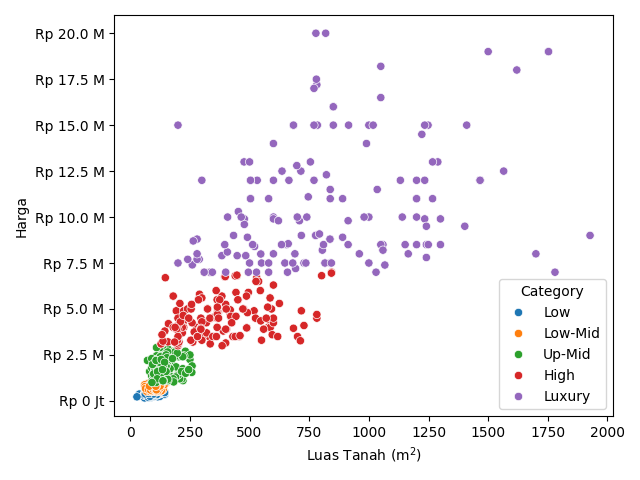 Rp 20.0 M
Rp 17.5 M
Rp 15.0 M
Rp 12.5 M
Rp 10.0 M
Rp 7.5 M
Rp 5.0 M
Rp 2.5 M
Rp 0 Jt
Harga
Category
Low
Low-Mid
Up-Mid
High
Luxury
0 250 500 750 1000 1250 1500 1750 2000
Luas Tanah (m²)